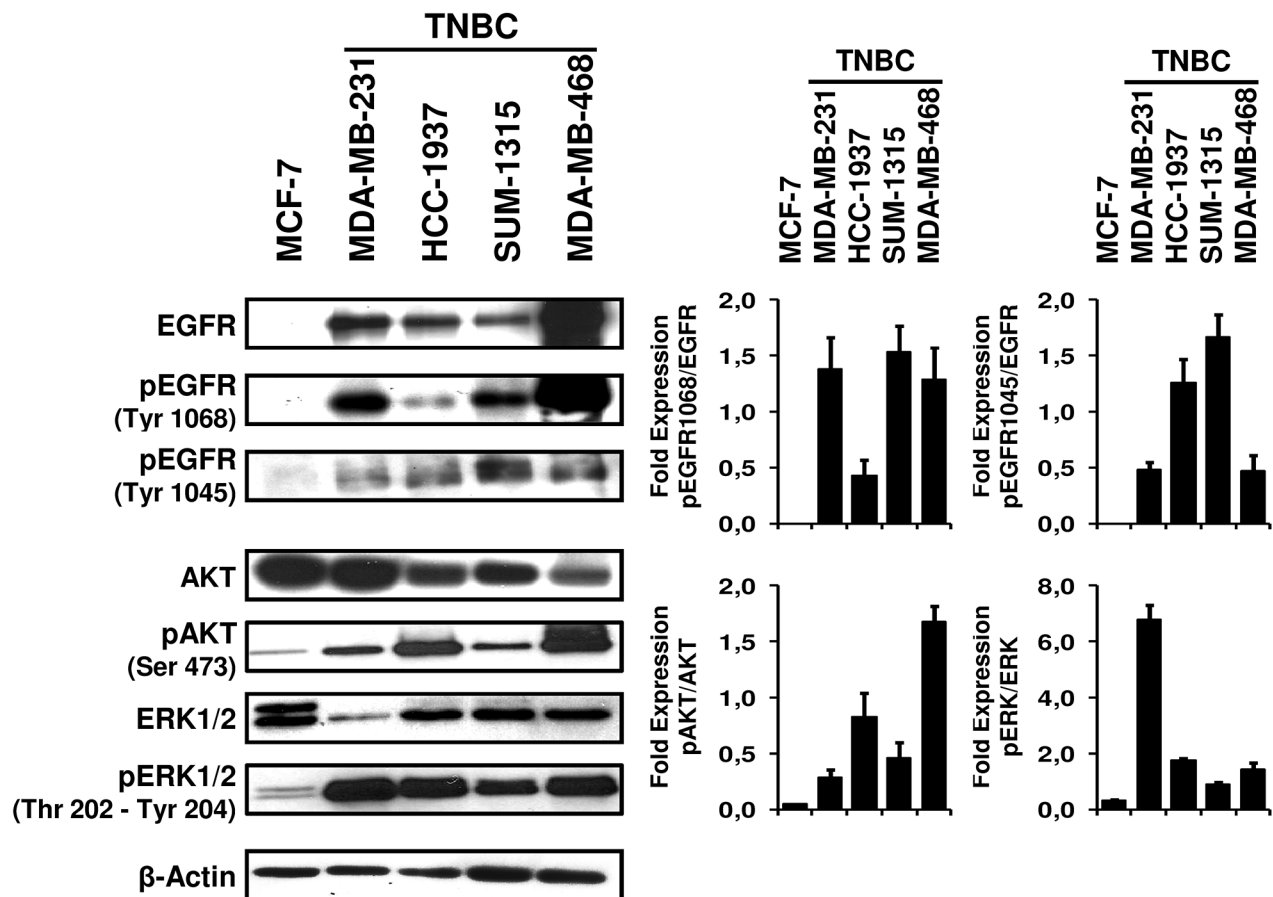 TNBC
MCF-7
MDA-MB-231
HCC-1937
SUM-1315
MDA-MB-468
EGFR
pEGFR
(Tyr 1068)
pEGFR
(Tyr 1045)
AKT
pAKT
(Ser 473)
ERK1/2
pERK1/2
(Thr 202 - Tyr 204)
β-Actin
TNBC
MCF-7
MDA-MB-231
HCC-1937
SUM-1315
MDA-MB-468
Fold Expression
pEGFR1068/EGFR
2,0
1,5
1,0
0,5
0,0
TNBC
MCF-7
MDA-MB-231
HCC-1937
SUM-1315
MDA-MB-468
Fold Expression
pEGFR1045/EGFR
2,0
1,5
1,0
0,5
0,0
Fold Expression
pAKT/AKT
2,0
1,5
1,0
0,5
0,0
Fold Expression
pERK/ERK
8,0
6,0
4,0
2,0
0,0